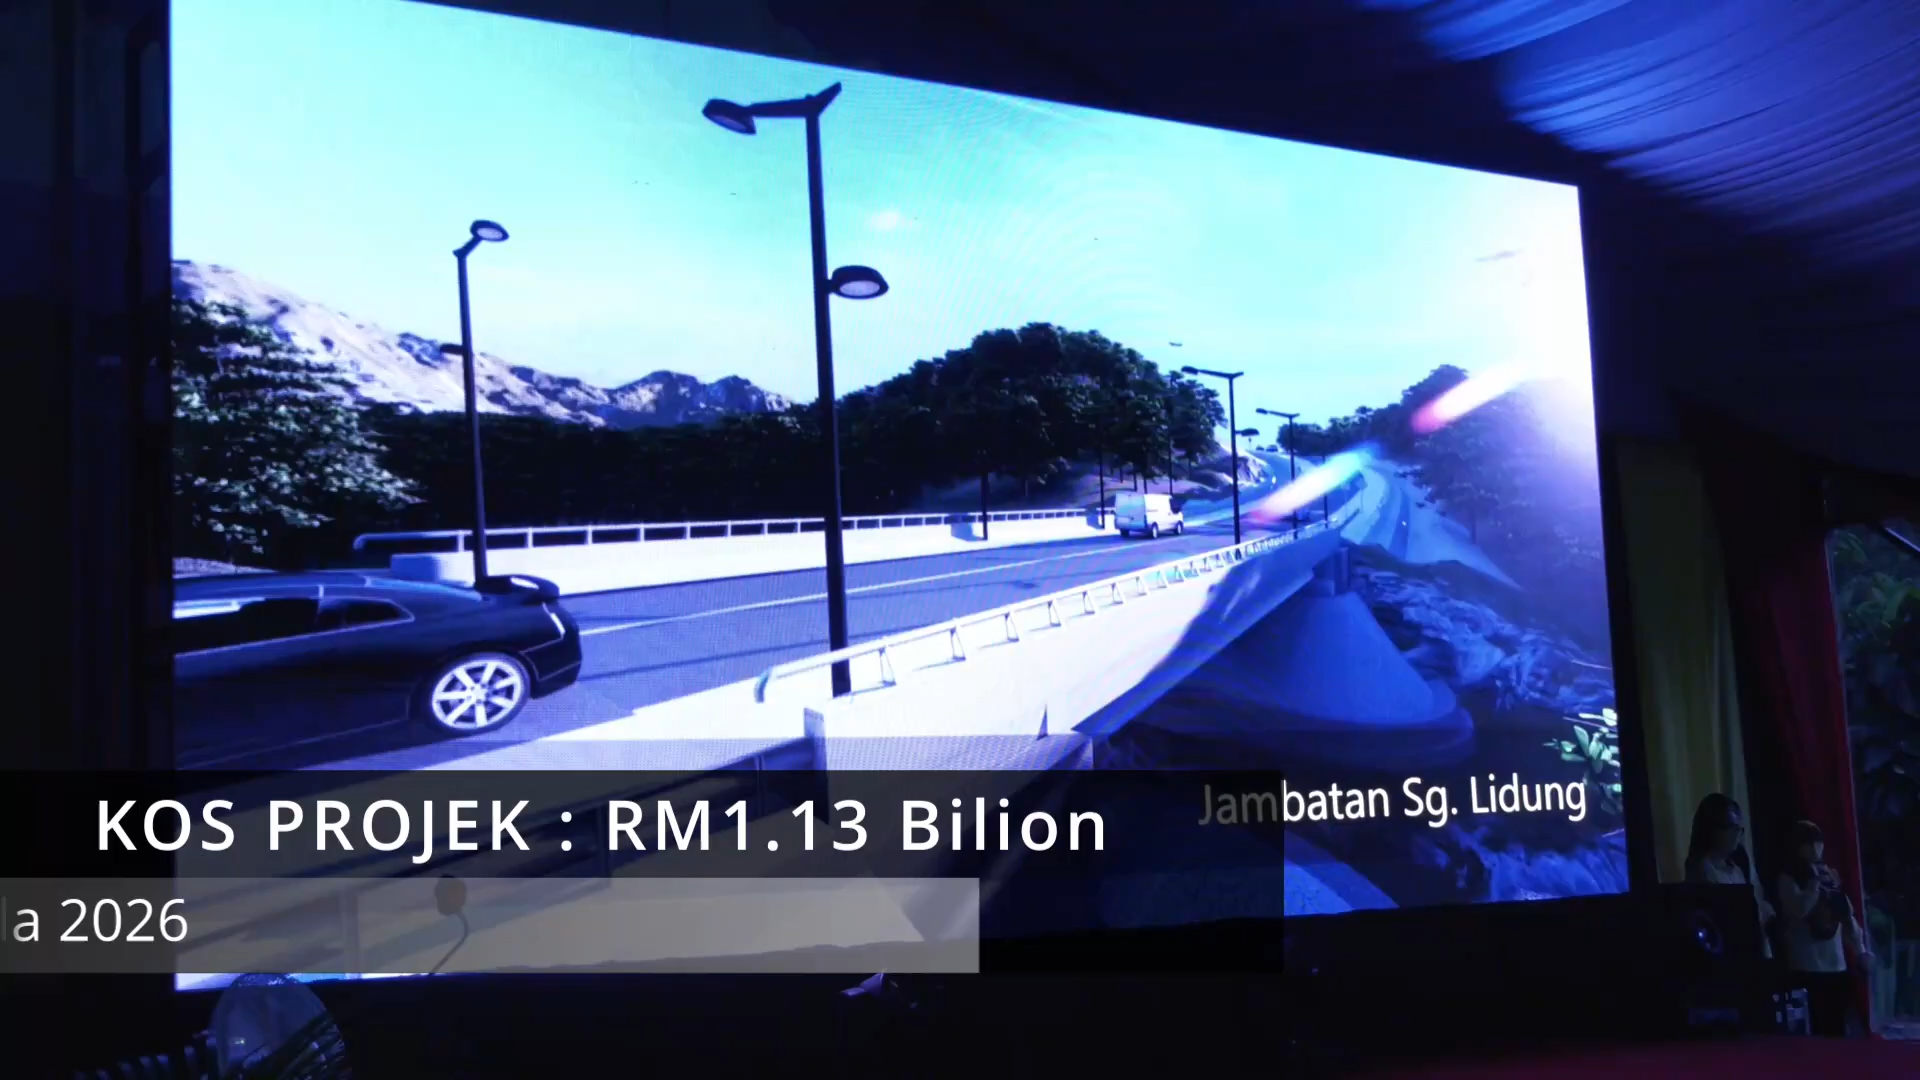 Jambatan Sg. Lidung
KOS PROJEK : RM1.13 Bilion
2026